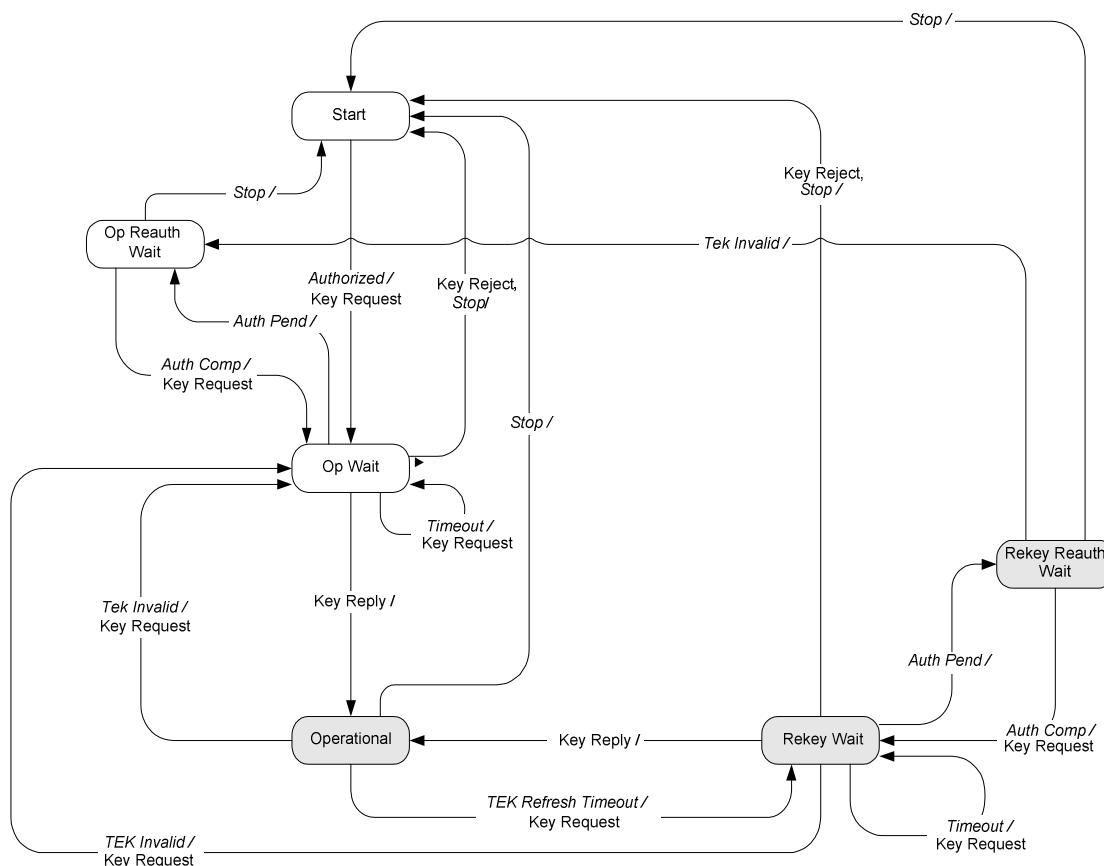 Stop /
Start
Key Reject,
Stop /
Stop /
Op Reauth
Wait
Tek Invalid /
Authorized /
Key Request
Key Reject,
Stop/
Auth Pend /
Auth Comp /
Key Request
Stop /
Op Wait
Timeout /
Key Request
Rekey Reauth
Wait
Tek Invalid /
Key Request
Key Reply /
Auth Pend /
Operational
Key Reply /
Rekey Wait
Auth Comp /
Key Request
TEK Refresh Timeout /
Key Request
Timeout /
Key Request
TEK Invalid /
Key Request